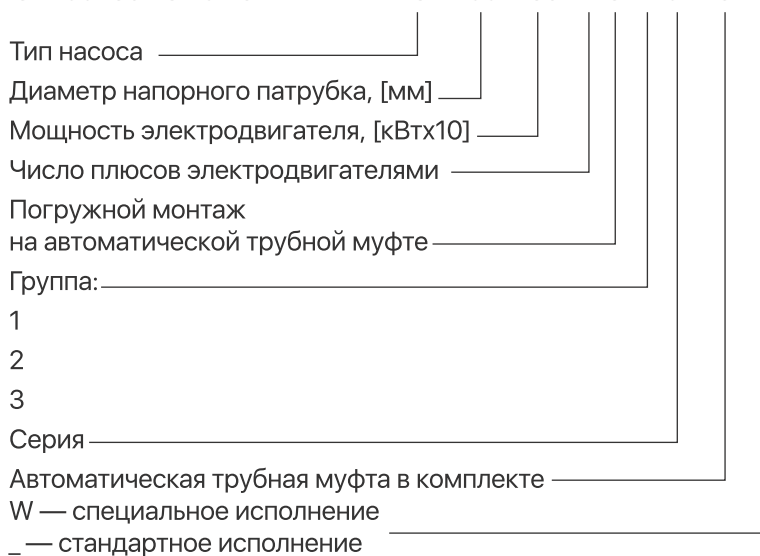 Тип насоса
Диаметр напорного патрубка, [мм]
Мощность электродвигателя, [кВтх10]
Число плюсов электродвигателями
Погружной монтаж
на автоматической трубной муфте
Группа:
1
2
3
Серия
Автоматическая трубная муфта в комплекте
W — специальное исполнение
_ — стандартное исполнение